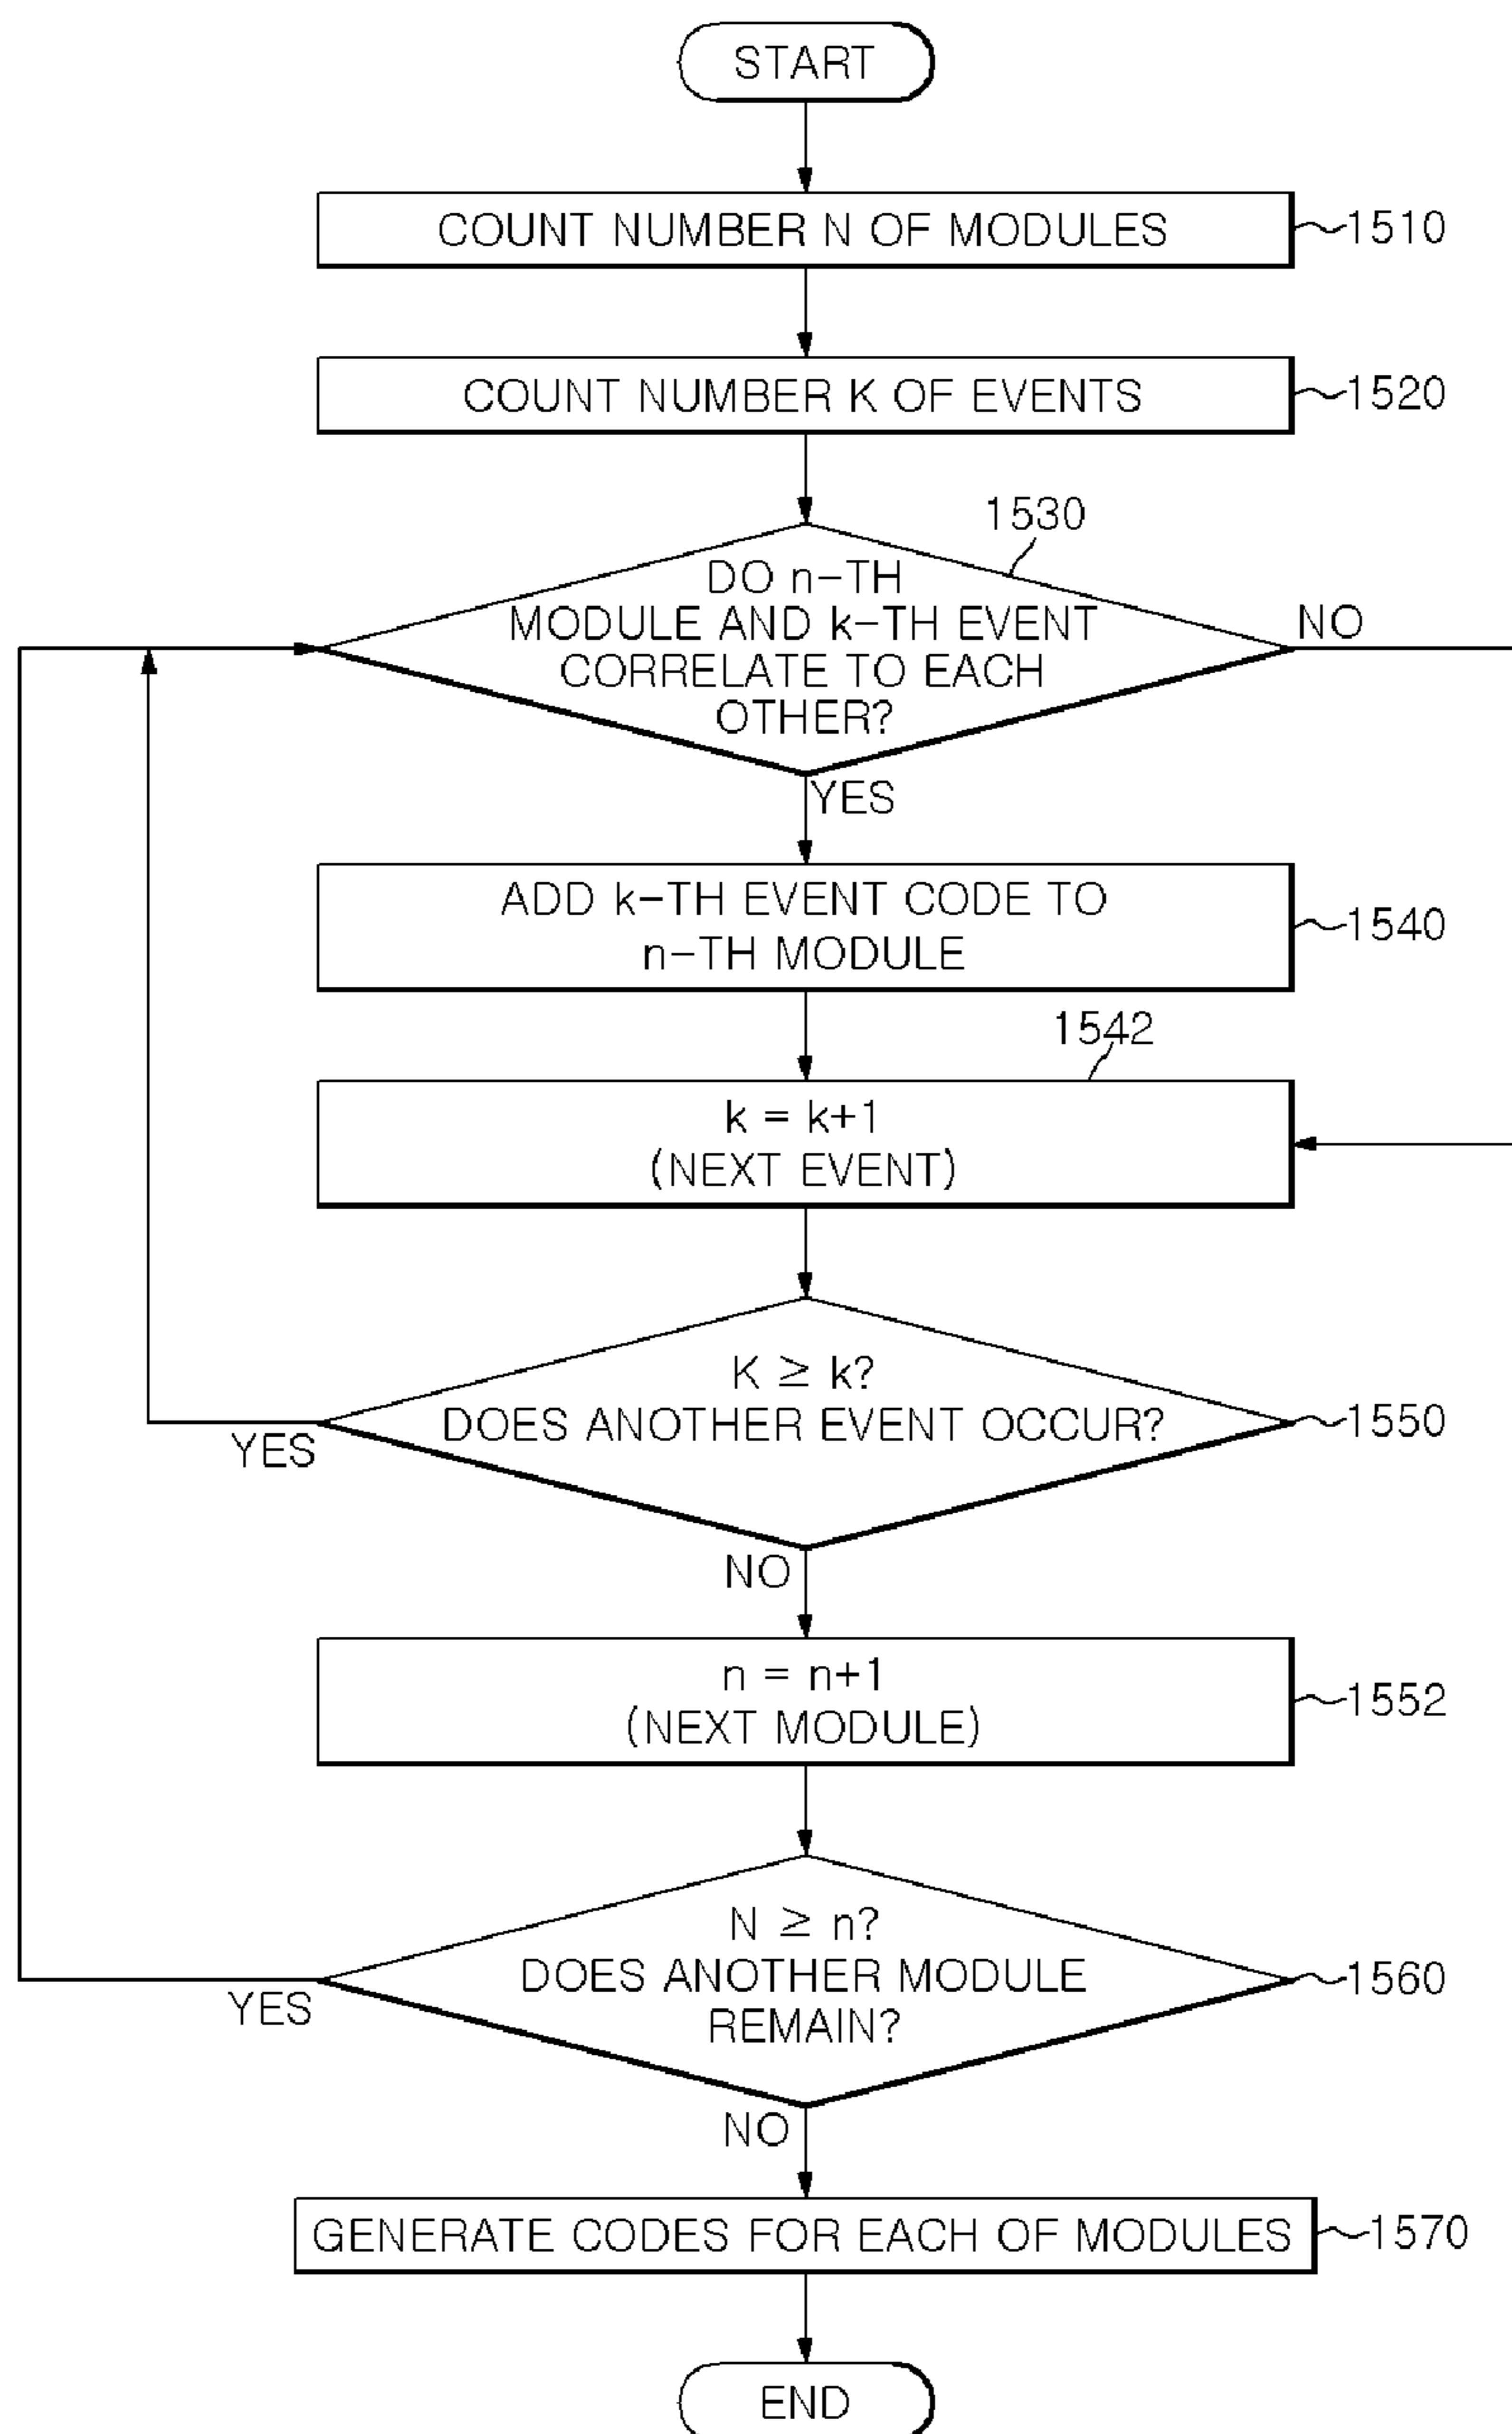 START
COUNT NUMBER N OF MODULES
1510
COUNT NUMBER K OF EVENTS
1520
1530
DO n-TH
MODULE AND k-TH EVENT
CORRELATE TO EACH
OTHER?
NO
YES
ADD k-TH EVENT CODE TO
n-TH MODULE
1540
1542
k = k+1
(NEXT EVENT)
K ≥ k?
DOES ANOTHER EVENT OCCUR?
1550
YES
NO
n = n+1
(NEXT MODULE)
1552
N ≥ n?
DOES ANOTHER MODULE
REMAIN?
1560
YES
NO
GENERATE CODES FOR EACH OF MODULES
1570
END